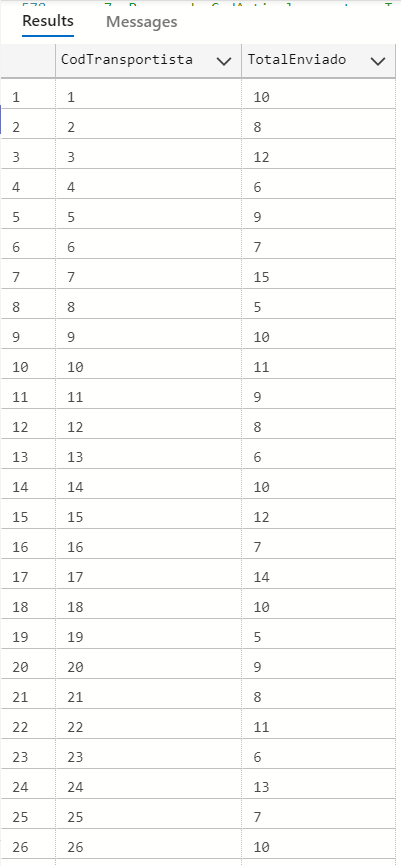 Results Messages
CodTransportista TotalEnviado
1 1 10
2 2 8
3 3 12
4 4 6
5 5 9
6 6 7
7 7 15
8 8 5
9 9 10
10 10 11
11 11 9
12 12 8
13 13 6
14 14 10
15 15 12
16 16 7
17 17 14
18 18 10
19 19 5
20 20 9
21 21 8
22 22 11
23 23 6
24 24 13
25 25 7
26 26 10